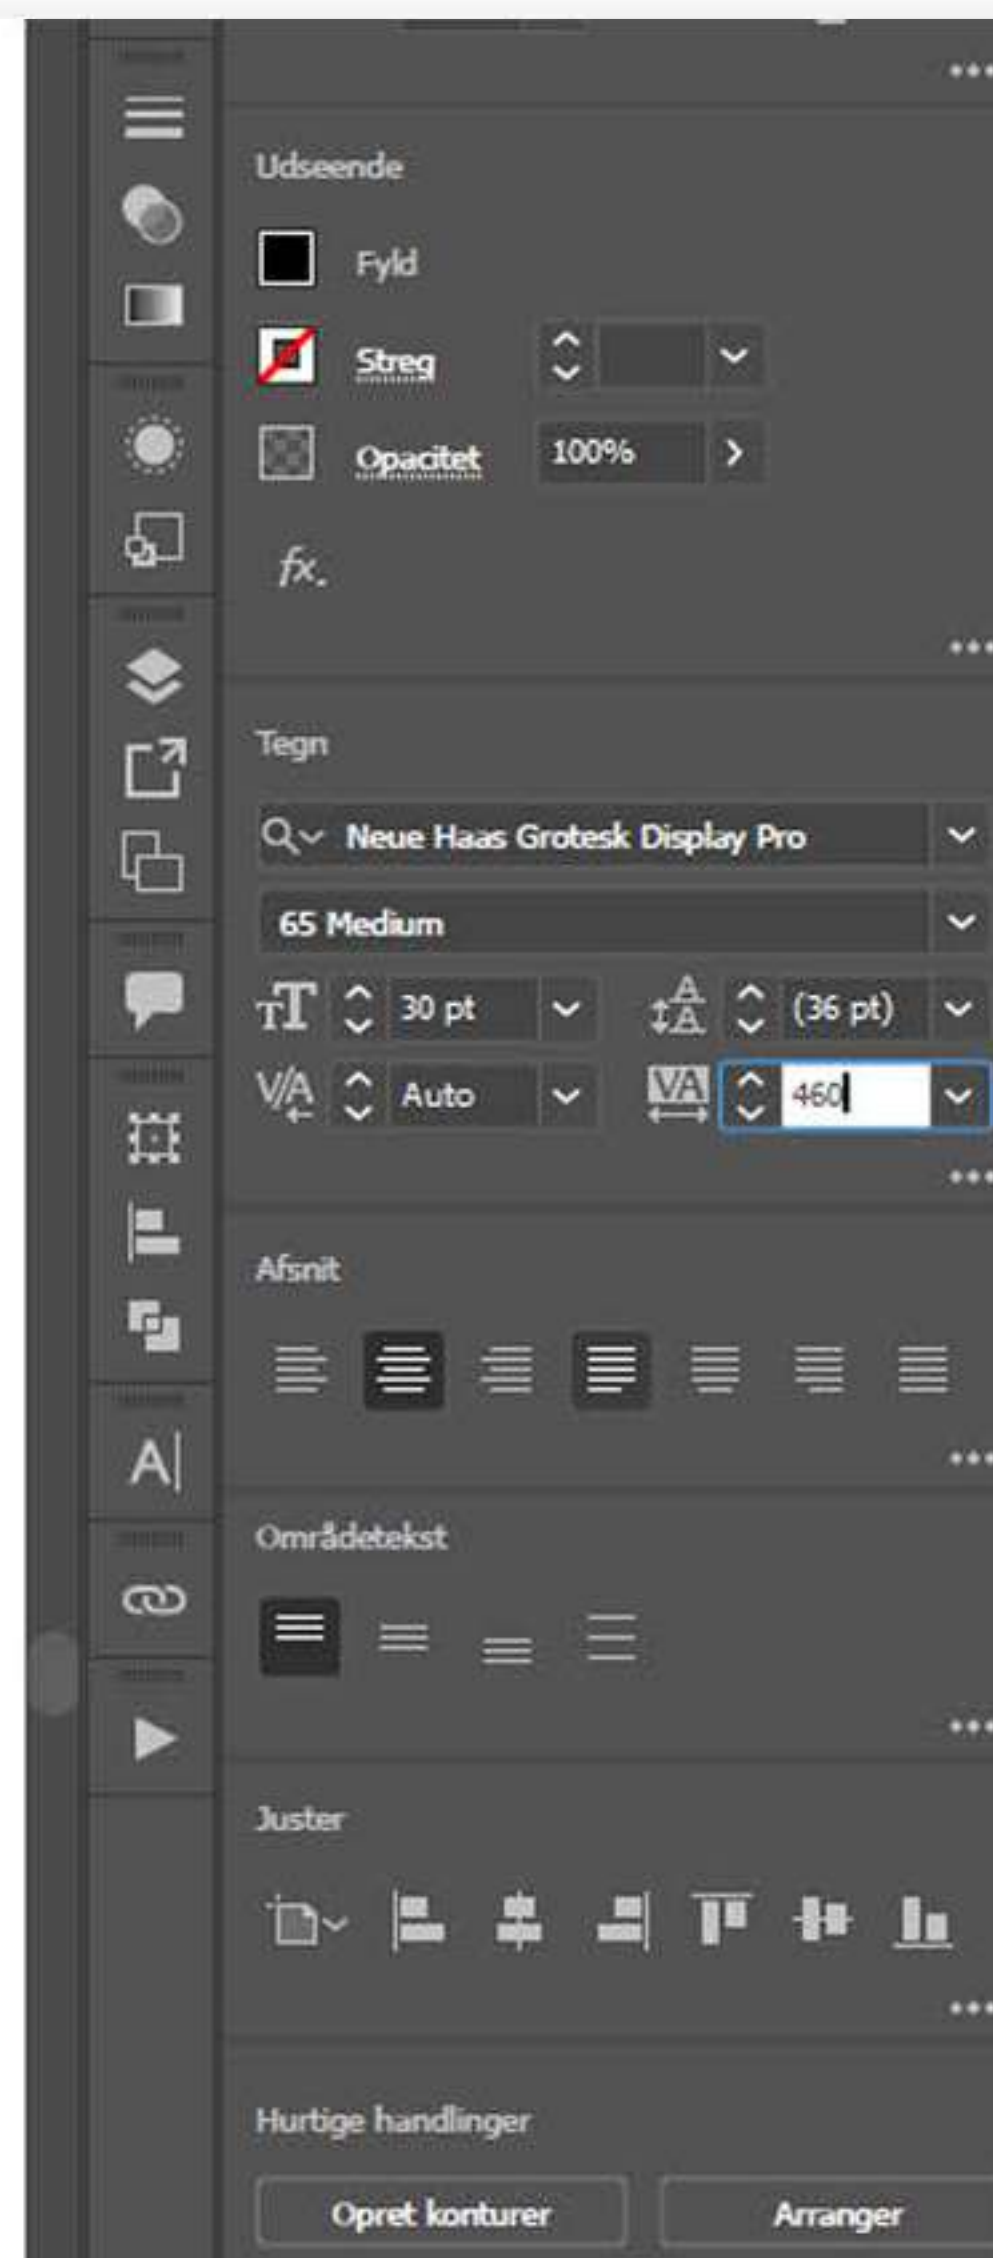 Udseende
Fyld
Streg
Opacitet 100%
fx.
Tegn
Neue Haas Grotesk Display Pro
65 Medium
30 pt (36 pt)
Auto 460
Afsnit
Områdetekst
Juster
Hurtige handlinger
Opret konturer Arranger